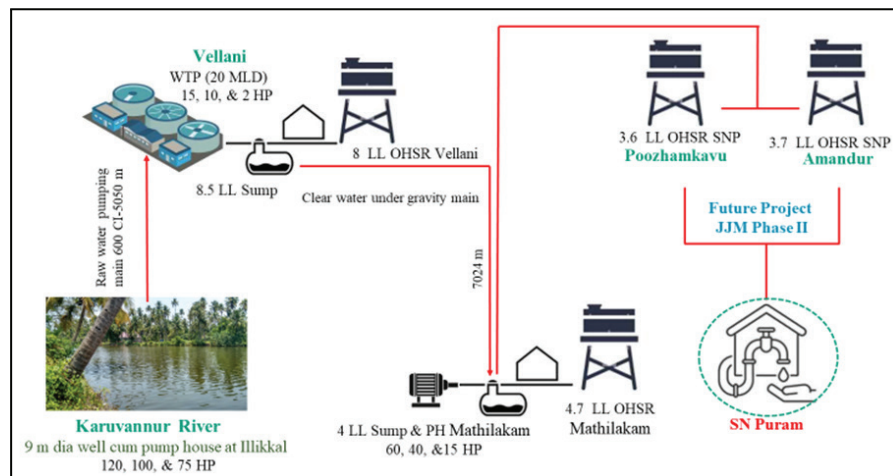 Vellani
WTP (20 MLD)
15, 10, & 2 HP
8 LL OHSR Vellani
8.5 LL Sump
Clear water under gravity main
Raw water pumping
main 600 CI-5050 m
7024 m
3.6 LL OHSR SNP
Poozhamkavu
3.7 LL OHSR SNP
Amandur
Future Project
JJM Phase II
Karuvannur River
9 m dia well cum pump house at Illikkal
120, 100, & 75 HP
4 LL Sump & PH Mathilakam
60, 40, &15 HP
4.7 LL OHSR
Mathilakam
SN Puram